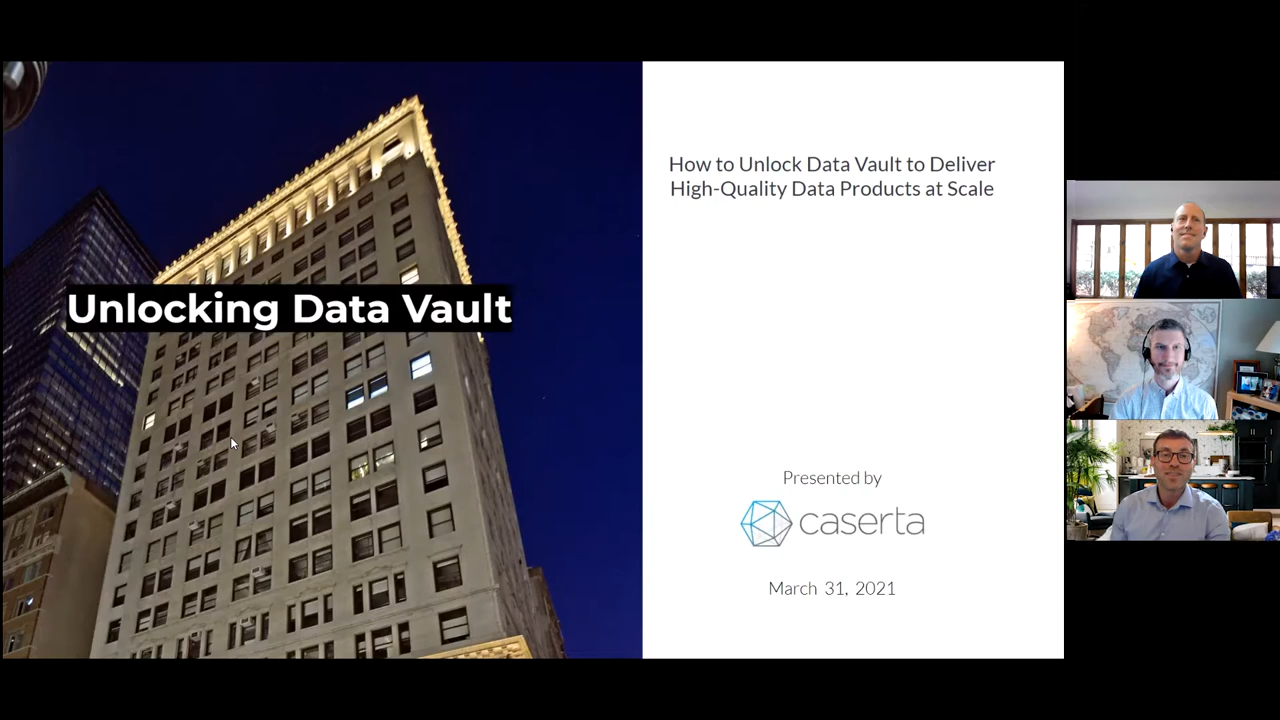 Unlocking Data Vault
How to Unlock Data Vault to Deliver
High-Quality Data Products at Scale
Presented by
caserta
March 31, 2021